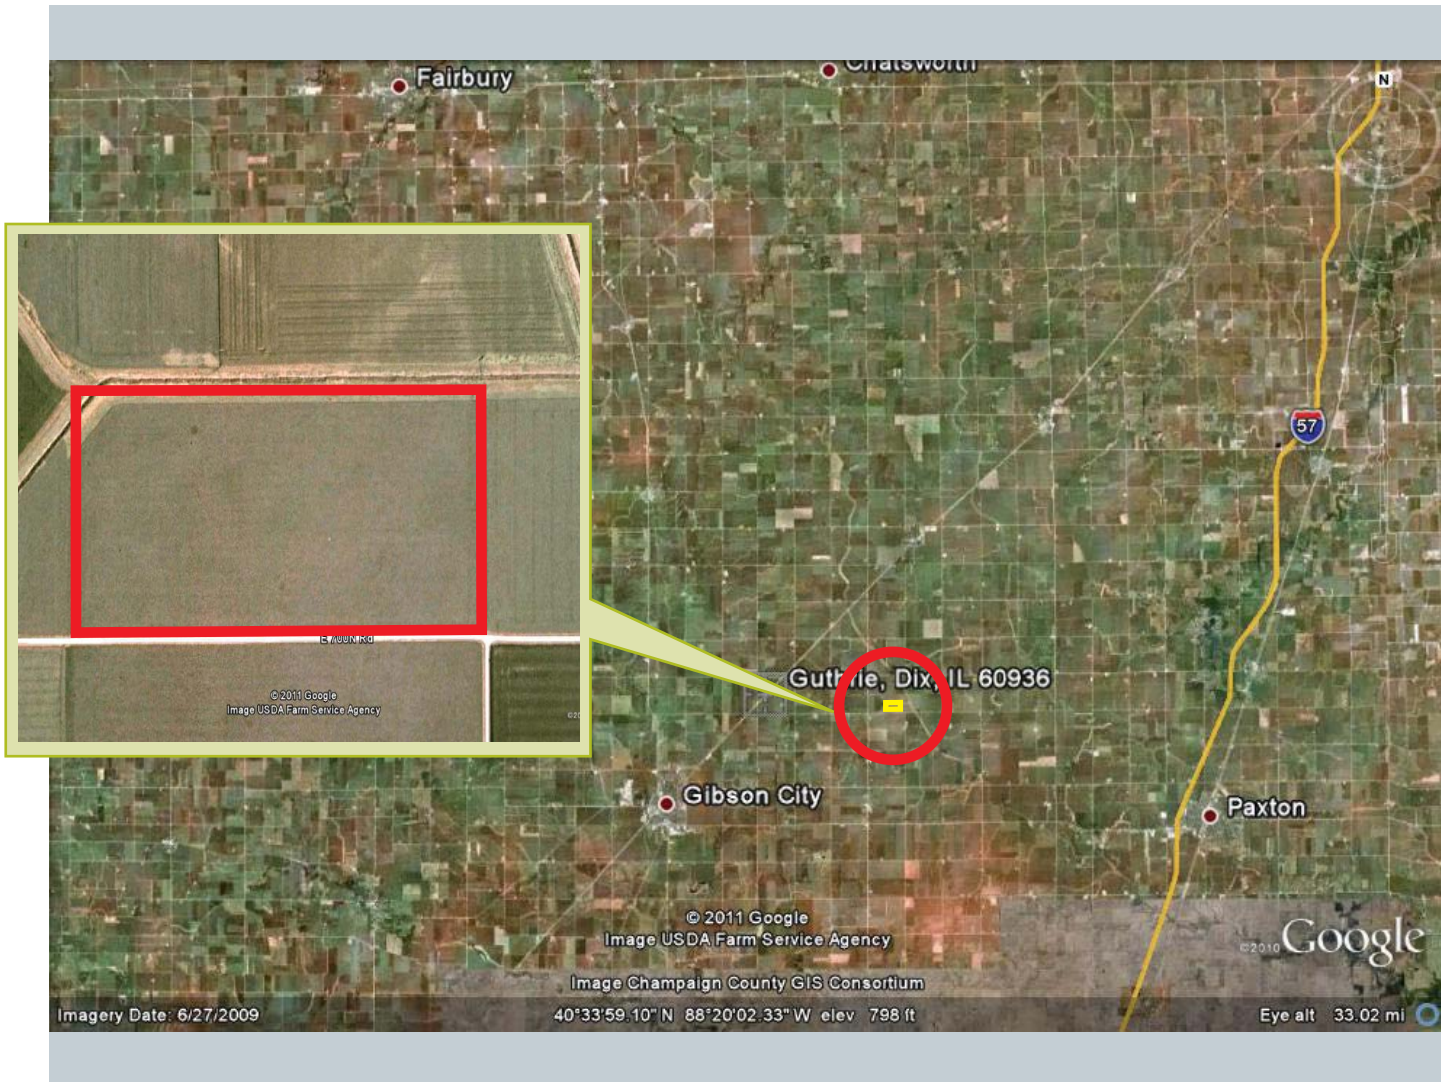 Fairbury
Chatsworth
N
57
E 700N Rd
© 2011 Google
Image USDA Farm Service Agency
Guthrie, Dix, IL 60936
Gibson City
Paxton
© 2011 Google
Image USDA Farm Service Agency
©2010 Google
Image Champaign County GIS Consortium
Imagery Date: 6/27/2009
40°33'59.10" N 88°20'02.33" W elev 798 ft
Eye alt 33.02 mi